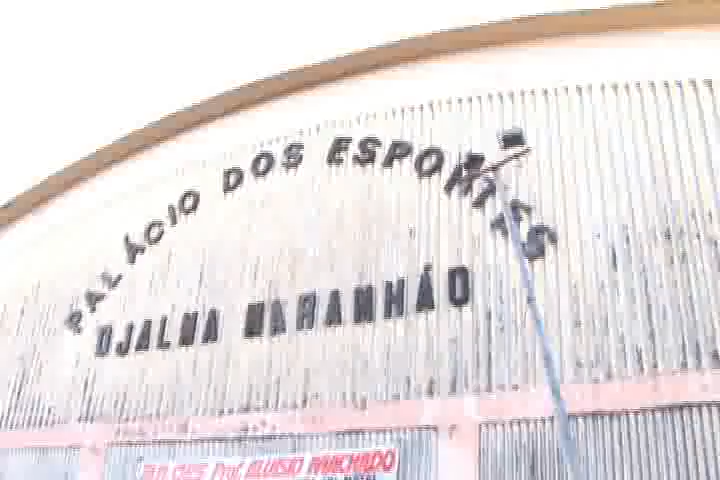 PALÁCIO DOS ESPORTES
DJALMA MARANHÃO
Prof. ALUISIO MACHADO